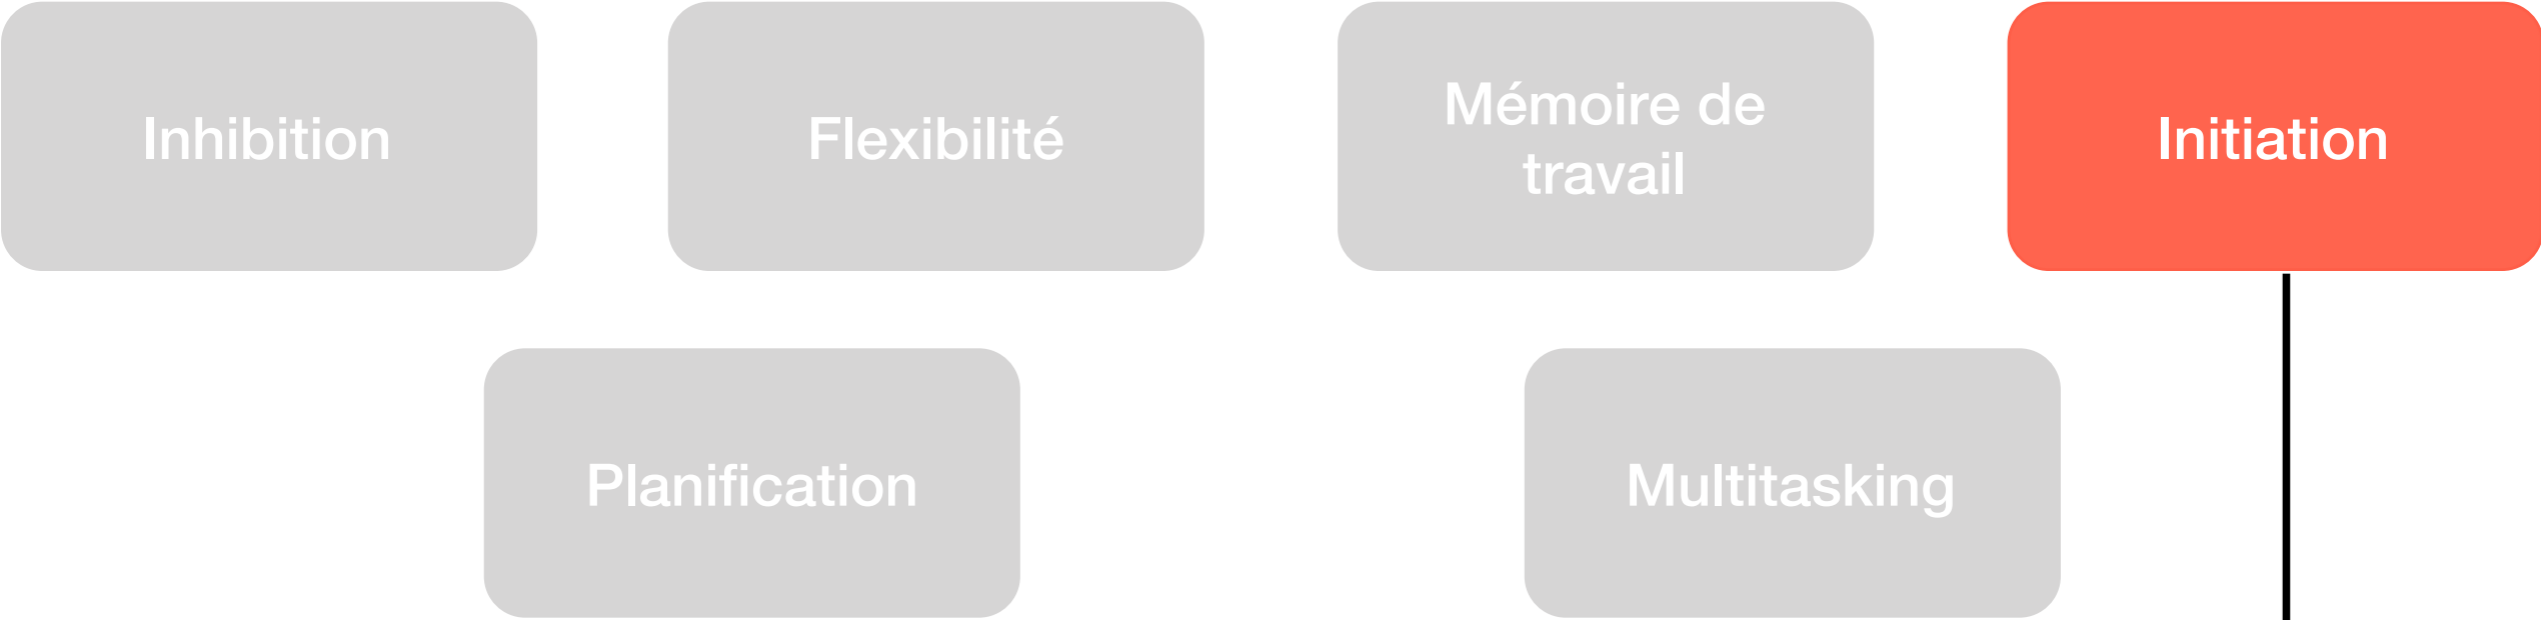 Inhibition
Flexibilité
Mémoire de
travail
Initiation
Planification
Multitasking